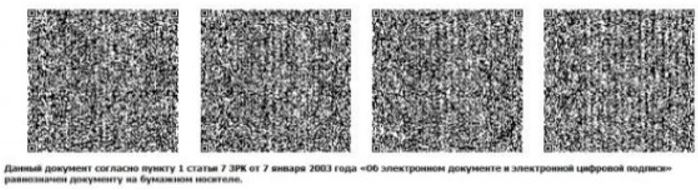 Данный документ согласно пункту 1 статьи 7 ЗРК от 7 января 2003 года «Об электронном документе и электронной цифровой подписи»
равнозначен документу на бумажном носителе.